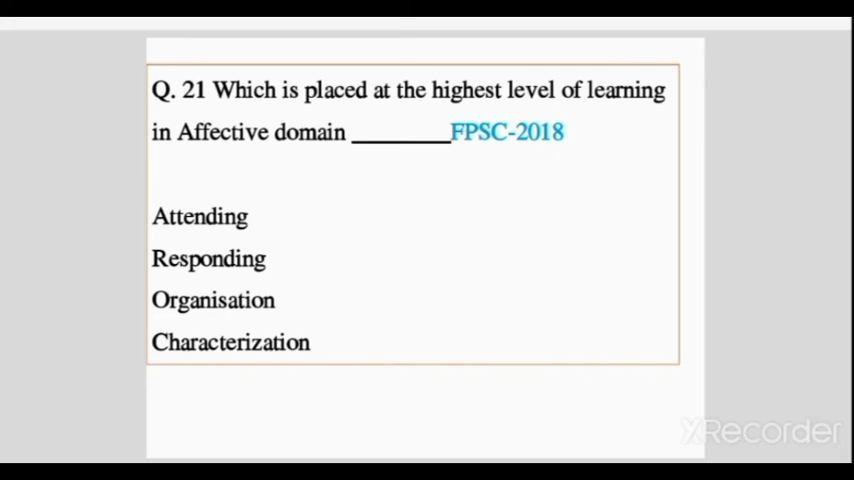 Q. 21 Which is placed at the highest level of learning
in Affective domain ________FPSC-2018
Attending
Responding
Organisation
Characterization
XRecorder